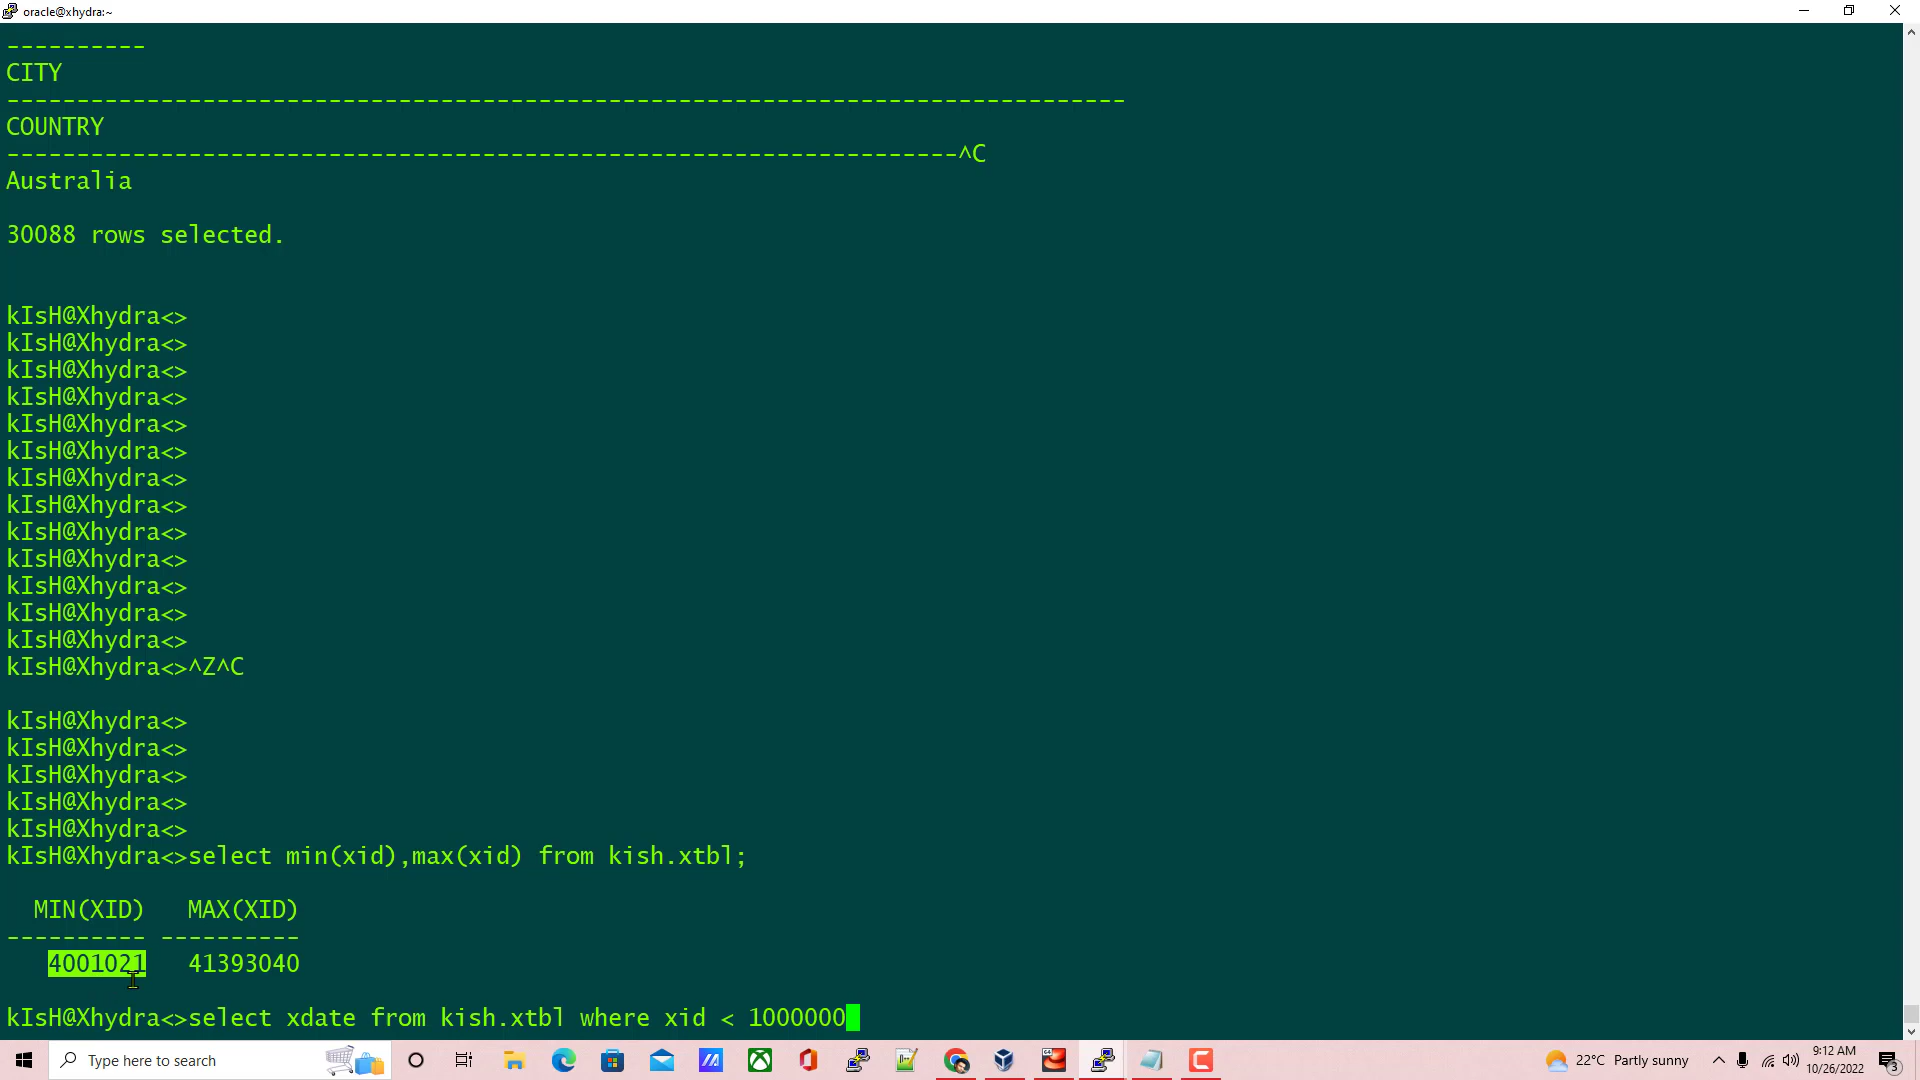 oracle@xhydra:~
----------
CITY
--------------------------------------------------------------------------------
COUNTRY
--------------------------------------------------------------------^C
Australia
30088 rows selected.
kIsH@Xhydra<>
kIsH@Xhydra<>
kIsH@Xhydra<>
kIsH@Xhydra<>
kIsH@Xhydra<>
kIsH@Xhydra<>
kIsH@Xhydra<>
kIsH@Xhydra<>
kIsH@Xhydra<>
kIsH@Xhydra<>
kIsH@Xhydra<>
kIsH@Xhydra<>
kIsH@Xhydra<>
kIsH@Xhydra<>^Z^C
kIsH@Xhydra<>
kIsH@Xhydra<>
kIsH@Xhydra<>
kIsH@Xhydra<>
kIsH@Xhydra<>
kIsH@Xhydra<>select min(xid),max(xid) from kish.xtbl;
MIN(XID) MAX(XID)
---------- ----------
4001021 41393040
kIsH@Xhydra<>select xdate from kish.xtbl where xid < 1000000
Type here to search
22°C Partly sunny
9:12 AM
10/26/2022
3